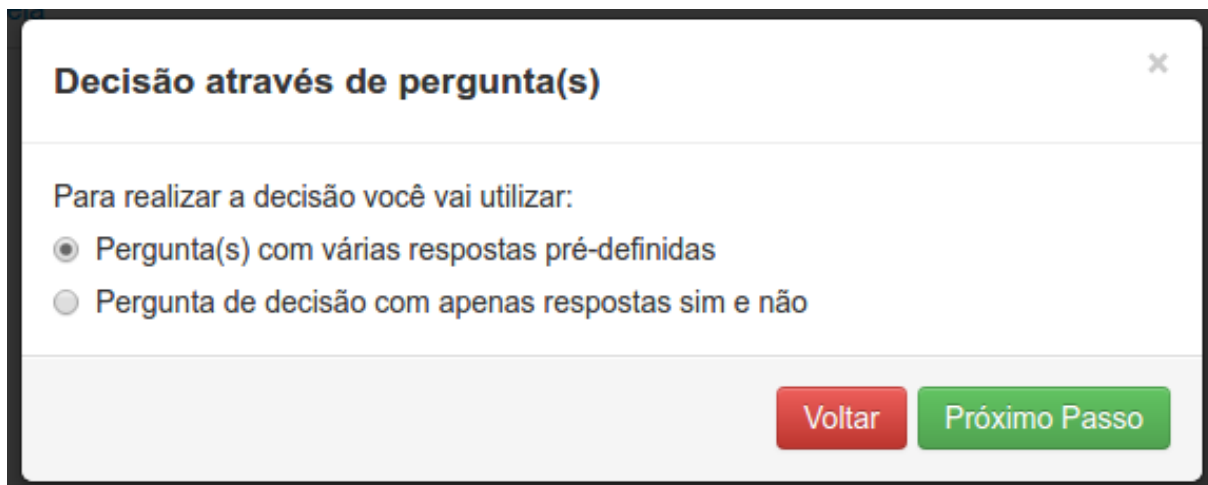 Decisão através de pergunta(s)
×
Para realizar a decisão você vai utilizar:
Pergunta(s) com várias respostas pré-definidas
Pergunta de decisão com apenas respostas sim e não
Voltar
Próximo Passo